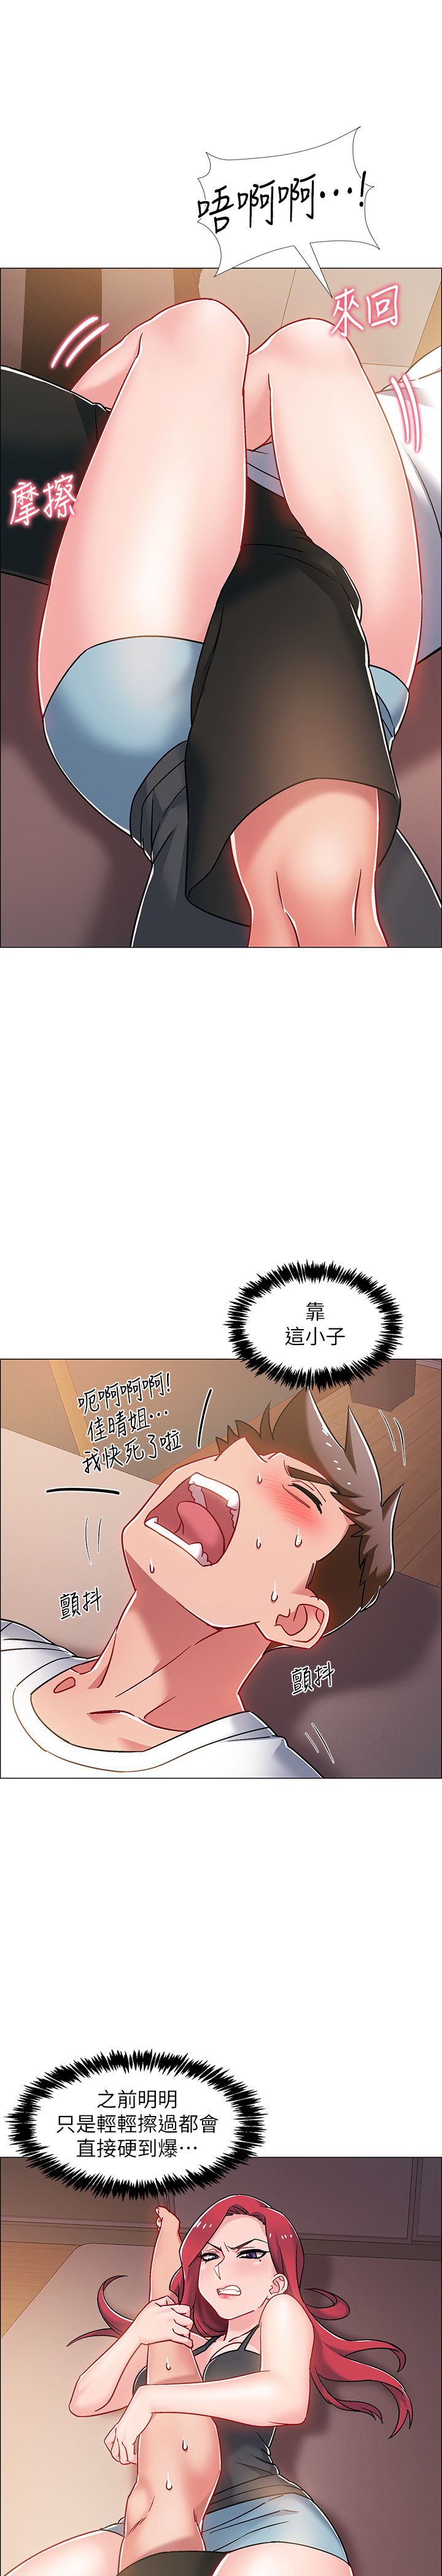 唔啊啊⋯!
來回
摩擦
靠
這小子
呃啊啊啊!
佳晴姐⋯
我快死了啦
顫抖
顫抖
之前明明
只是輕輕擦過都會
直接硬到爆⋯